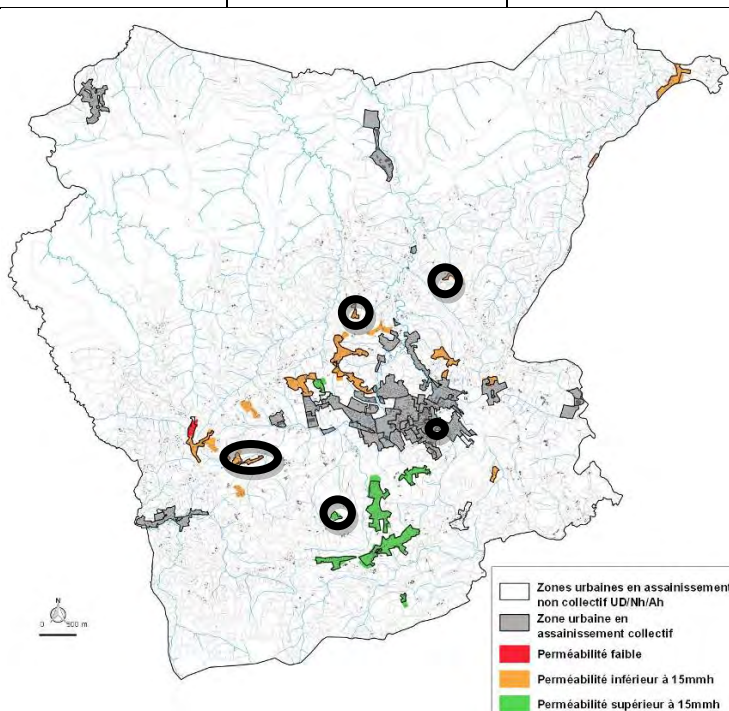 N
0 900 m
Zones urbaines en assainissement
non collectif UD/Nh/Ah
Zone urbaine en
assainissement collectif
Perméabilité faible
Perméabilité inférieur à 15mmh
Perméabilité supérieur à 15mmh